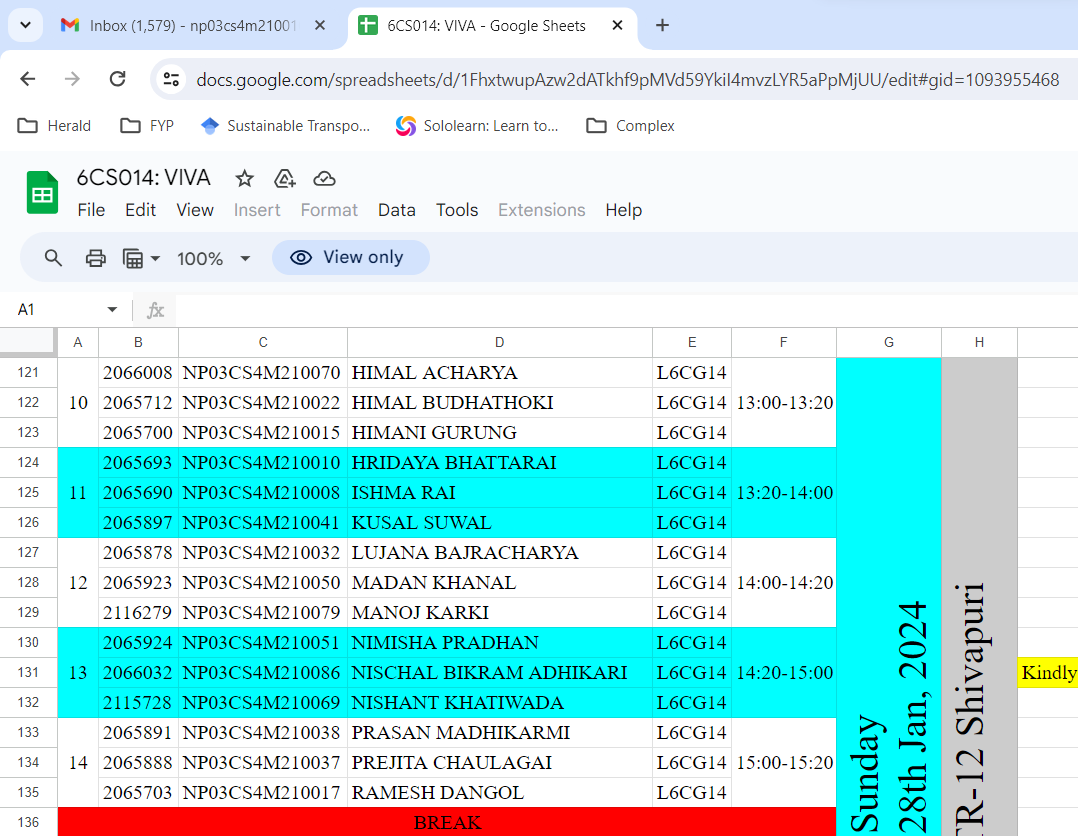 Inbox (1,579) - np03cs4m21001
6CS014: VIVA - Google Sheets
docs.google.com/spreadsheets/d/1FhxtwupAzw2dATkhf9pMVd59YkiI4mvzLYR5aPpMjUU/edit#gid=1093955468
Herald FYP Sustainable Transpo... Sololearn: Learn to... Complex
6CS014: VIVA
File Edit View Insert Format Data Tools Extensions Help
100% View only
A1 fx
A B C D E F G H
121 2066008 NP03CS4M210070 HIMAL ACHARYA L6CG14
122 10 2065712 NP03CS4M210022 HIMAL BUDHATHOKI L6CG14 13:00-13:20
123 2065700 NP03CS4M210015 HIMANI GURUNG L6CG14
124 2065693 NP03CS4M210010 HRIDAYA BHATTARAI L6CG14
125 11 2065690 NP03CS4M210008 ISHMA RAI L6CG14 13:20-14:00
126 2065897 NP03CS4M210041 KUSAL SUWAL L6CG14
127 2065878 NP03CS4M210032 LUJANA BAJRACHARYA L6CG14
128 12 2065923 NP03CS4M210050 MADAN KHANAL L6CG14 14:00-14:20
129 2116279 NP03CS4M210079 MANOJ KARKI L6CG14
130 2065924 NP03CS4M210051 NIMISHA PRADHAN L6CG14
131 13 2066032 NP03CS4M210086 NISCHAL BIKRAM ADHIKARI L6CG14 14:20-15:00 Kindly
132 2115728 NP03CS4M210069 NISHANT KHATIWADA L6CG14
133 2065891 NP03CS4M210038 PRASAN MADHIKARMI L6CG14
134 14 2065888 NP03CS4M210037 PREJITA CHAULAGAI L6CG14 15:00-15:20
135 2065703 NP03CS4M210017 RAMESH DANGOL L6CG14
136 BREAK
Sunday
28th Jan, 2024
TR-12 Shivapuri